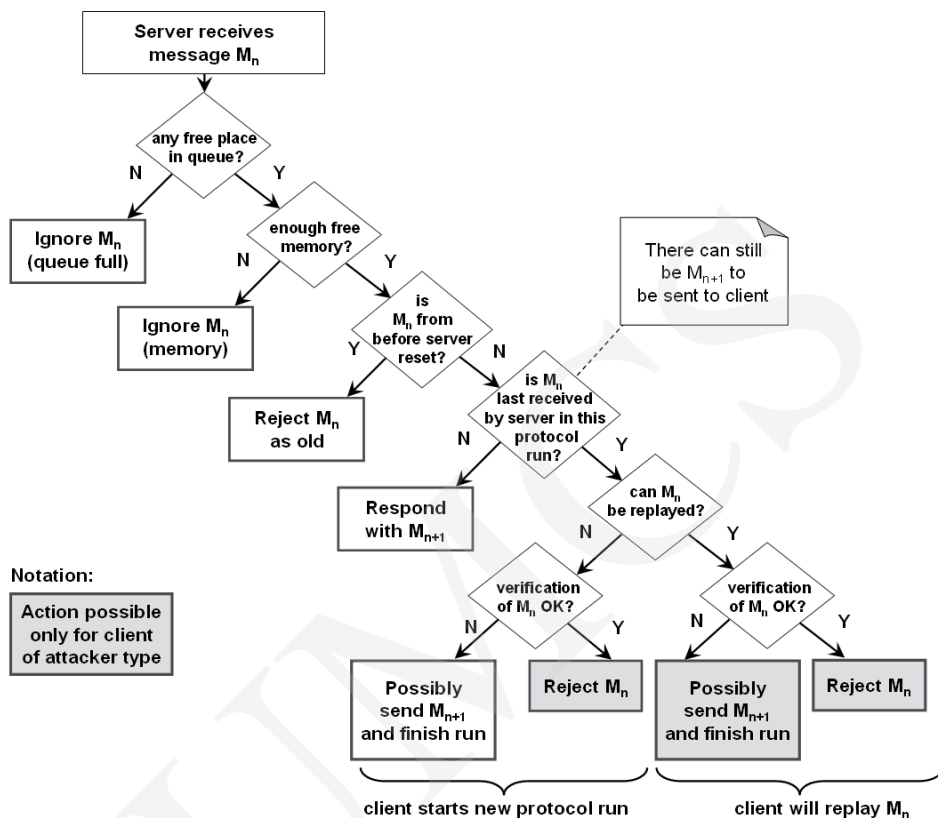 Server receives
message Mn
any free place
in queue?
N
Y
Ignore Mn
(queue full)
enough free
memory?
N
Y
There can still
be Mn+1 to
be sent to client
Ignore Mn
(memory)
is
Mn from
before server
reset?
Y
N
Reject Mn
as old
is Mn
last received
by server in this
protocol
run?
N
Y
Respond
with Mn+1
can Mn
be replayed?
N
Y
Notation:
Action possible
only for client
of attacker type
verification
of Mn OK?
N
Y
verification
of Mn OK?
N
Y
Possibly
send Mn+1
and finish run
Reject Mn
Possibly
send Mn+1
and finish run
Reject Mn
client starts new protocol run
client will replay Mn
UMCS